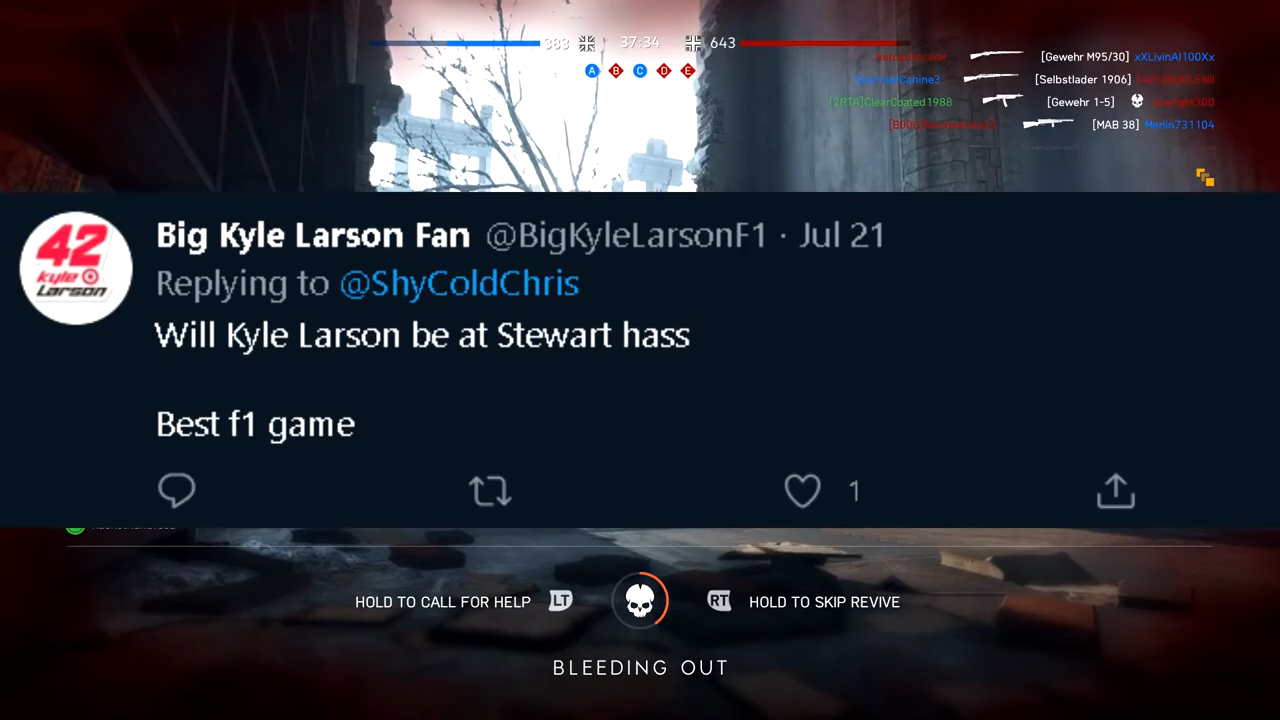 383 37:34 643
A B C D E
[Gewehr M95/30] xXLivinAI100Xx
[Selbstlader 1906]
[2RTA]ClearCoated1988 [Gewehr 1-5]
[MAB 38] Merlin731104
42
kyle
Larson
Big Kyle Larson Fan @BigKyleLarsonF1 · Jul 21
Replying to @ShyColdChris
Will Kyle Larson be at Stewart hass
Best f1 game
1
HOLD TO CALL FOR HELP LT RT HOLD TO SKIP REVIVE
BLEEDING OUT